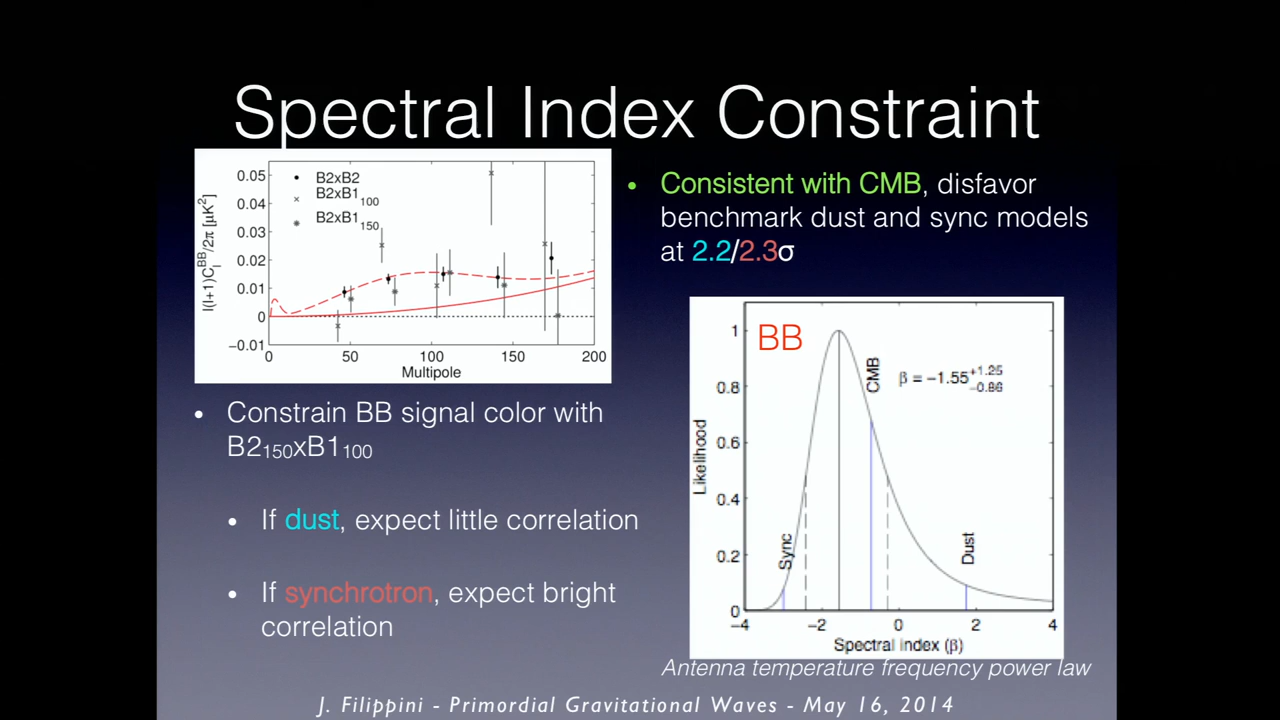 Spectral Index Constraint
0.05
0.04
0.03
0.02
0.01
0
−0.01
l(l+1)C_l^BB/2π [μK²]
B2xB2
B2xB1₁₀₀
B2xB1₁₅₀
0 50 100 150 200
Multipole
• Constrain BB signal color with
B2₁₅₀xB1₁₀₀
• If dust, expect little correlation
• If synchrotron, expect bright
correlation
• Consistent with CMB, disfavor
benchmark dust and sync models
at 2.2/2.3σ
BB
β = −1.55 +1.25 −0.86
CMB
Sync
Dust
Likelihood
1
0.8
0.6
0.4
0.2
0
−4 −2 0 2 4
Spectral Index (β)
Antenna temperature frequency power law
J. Filippini - Primordial Gravitational Waves - May 16, 2014